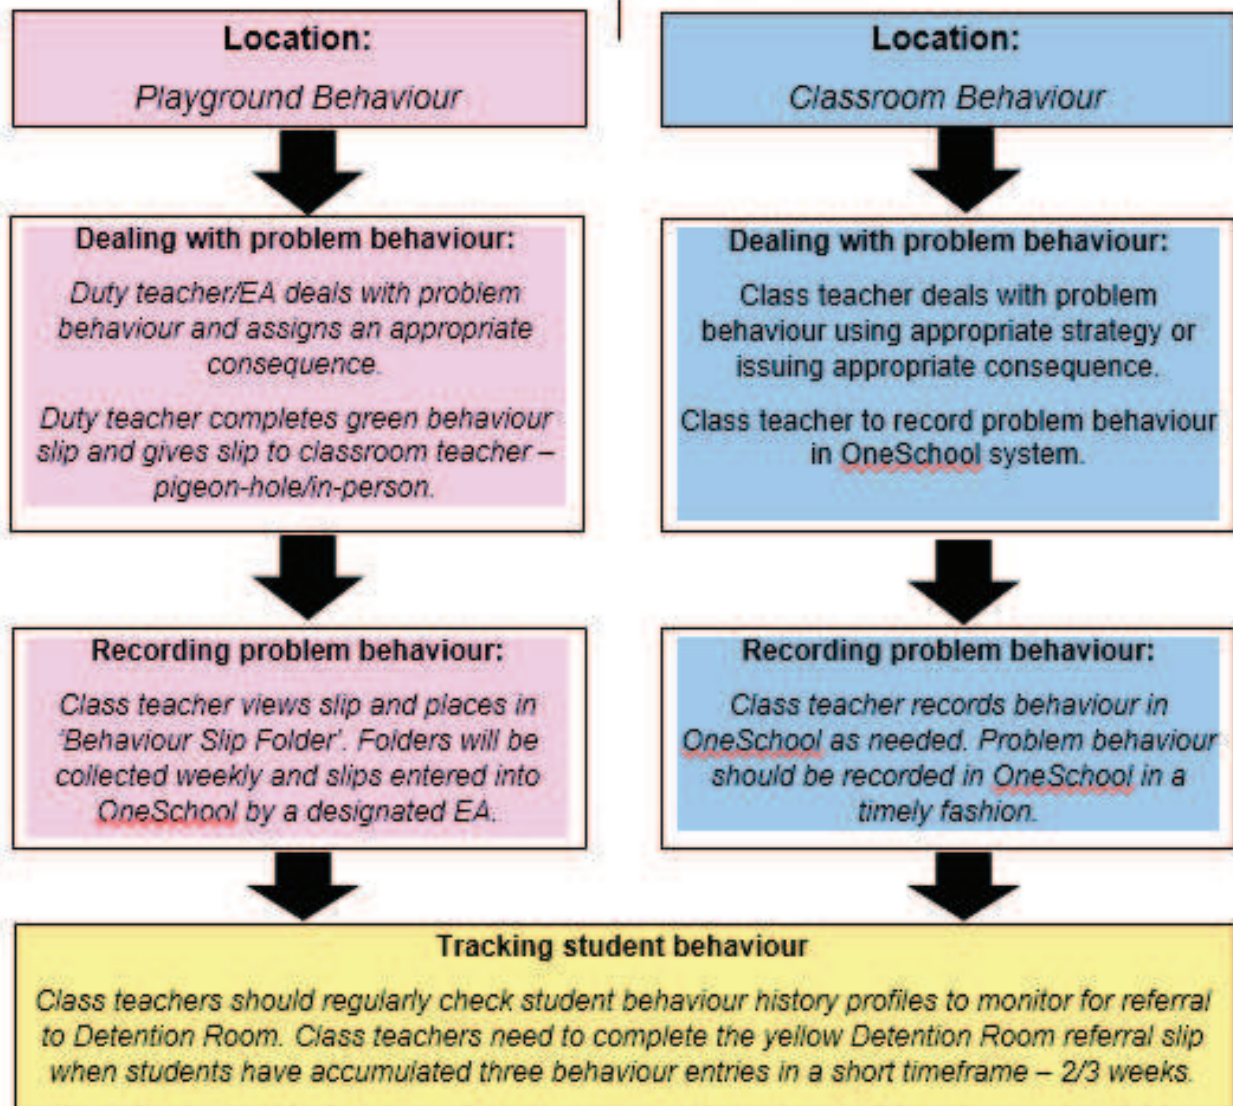 Location:
Playground Behaviour
Dealing with problem behaviour:
Duty teacher/EA deals with problem
behaviour and assigns an appropriate
consequence.
Duty teacher completes green behaviour
slip and gives slip to classroom teacher –
pigeon-hole/in-person.
Recording problem behaviour:
Class teacher views slip and places in
‘Behaviour Slip Folder’. Folders will be
collected weekly and slips entered into
OneSchool by a designated EA.
Location:
Classroom Behaviour
Dealing with problem behaviour:
Class teacher deals with problem
behaviour using appropriate strategy or
issuing appropriate consequence.
Class teacher to record problem behaviour
in OneSchool system.
Recording problem behaviour:
Class teacher records behaviour in
OneSchool as needed. Problem behaviour
should be recorded in OneSchool in a
timely fashion.
Tracking student behaviour
Class teachers should regularly check student behaviour history profiles to monitor for referral
to Detention Room. Class teachers need to complete the yellow Detention Room referral slip
when students have accumulated three behaviour entries in a short timeframe – 2/3 weeks.